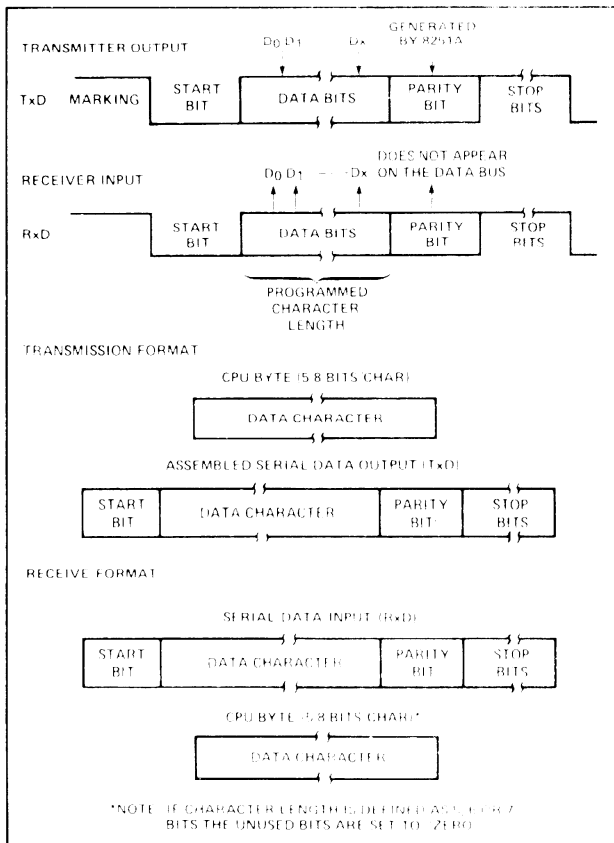 TRANSMITTER OUTPUT
D0 D1 Dx
GENERATED
BY 8251A
TxD MARKING
START
BIT
DATA BITS
PARITY
BIT
STOP
BITS
RECEIVER INPUT
D0 D1 Dx
DOES NOT APPEAR
ON THE DATA BUS
RxD
START
BIT
DATA BITS
PARITY
BIT
STOP
BITS
PROGRAMMED
CHARACTER
LENGTH
TRANSMISSION FORMAT
CPU BYTE (5 8 BITS CHAR)
DATA CHARACTER
ASSEMBLED SERIAL DATA OUTPUT (TxD)
START
BIT
DATA CHARACTER
PARITY
BIT
STOP
BITS
RECEIVE FORMAT
SERIAL DATA INPUT (RxD)
START
BIT
DATA CHARACTER
PARITY
BIT
STOP
BITS
CPU BYTE (5 8 BITS CHAR)*
DATA CHARACTER
*NOTE IF CHARACTER LENGTH IS DEFINED AS 7
BITS THE UNUSED BITS ARE SET TO ZERO